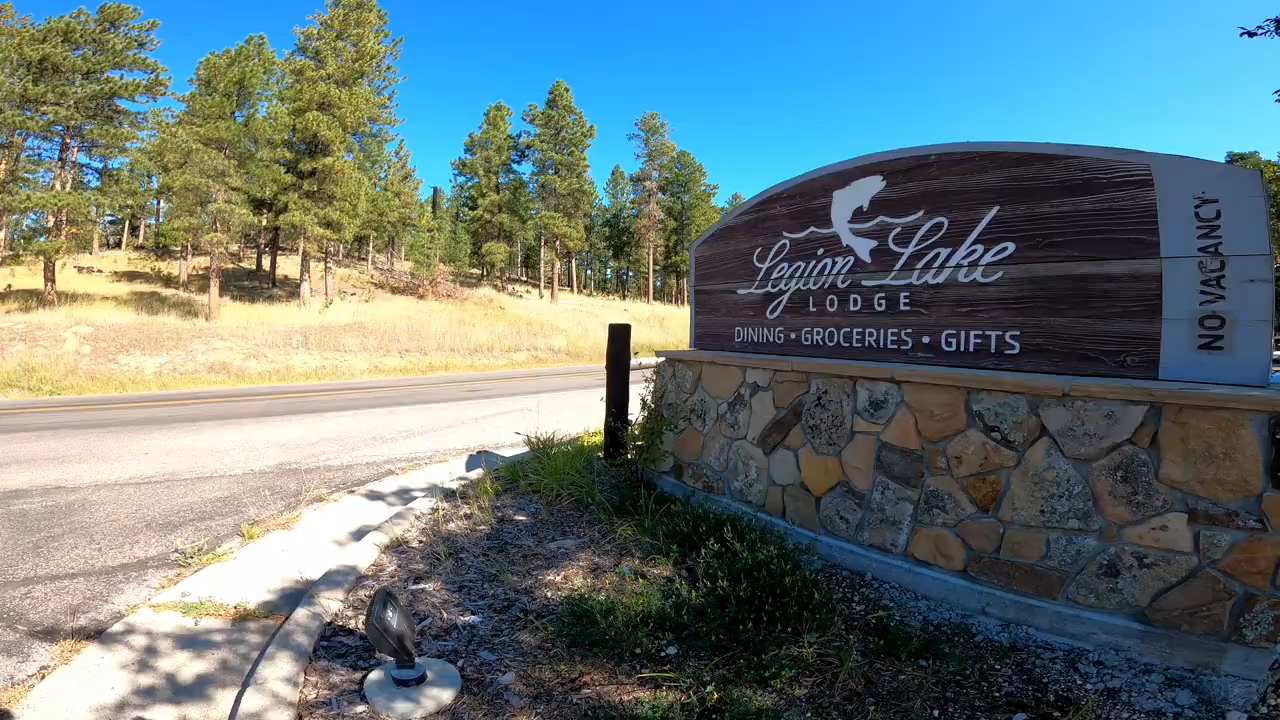 Legion Lake
LODGE
DINING • GROCERIES • GIFTS
NO VACANCY